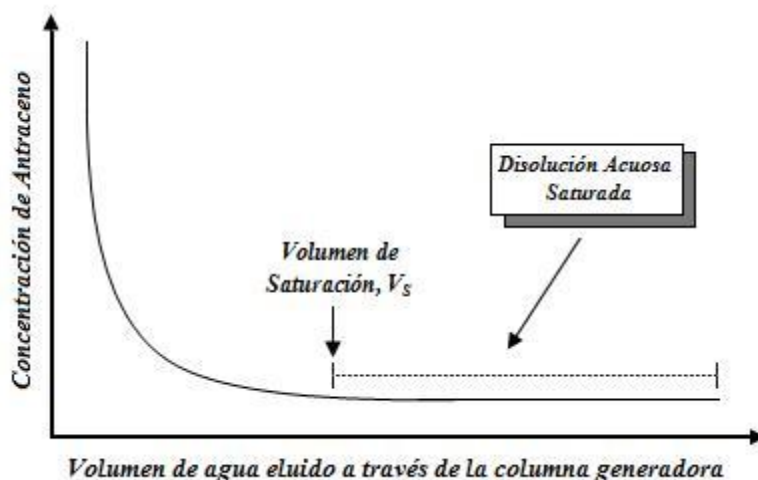 Concentración de Antraceno
Disolución Acuosa
Saturada
Volumen de
Saturación, Vs
Volumen de agua eluido a través de la columna generadora